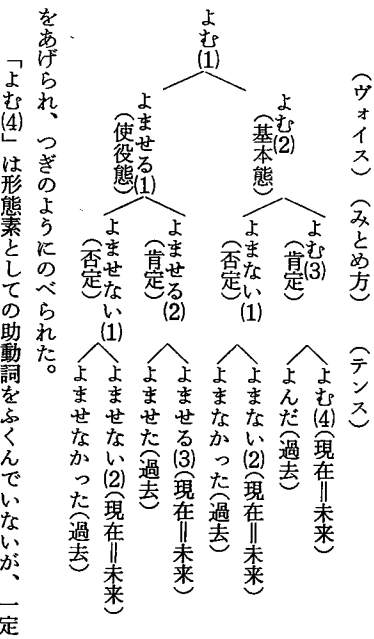 （ヴォイス）（みとめ方）（テンス）
よむ(4)（現在＝未来）
よむ(3)（肯定）
よんだ（過去）
よむ(2)（基本態）
よまない(2)（現在＝未来）
よまない(1)（否定）
よまなかった（過去）
よむ(1)
よませる(3)（現在＝未来）
よませる(2)（肯定）
よませた（過去）
よませる(1)（使役態）
よませない(2)（現在＝未来）
よませない(1)（否定）
よませなかった（過去）
をあげられ、つぎのようにのべられた。
「よむ(4)」は形態素としての助動詞をふくんでいないが、一定